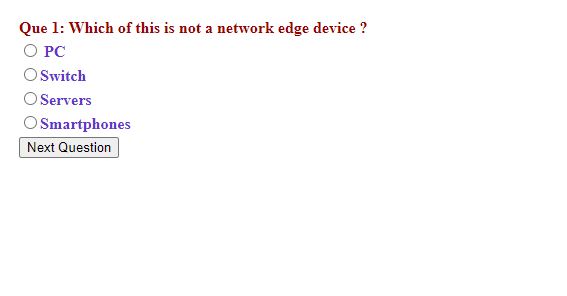 Que 1: Which of this is not a network edge device ?
PC
Switch
Servers
Smartphones
Next Question